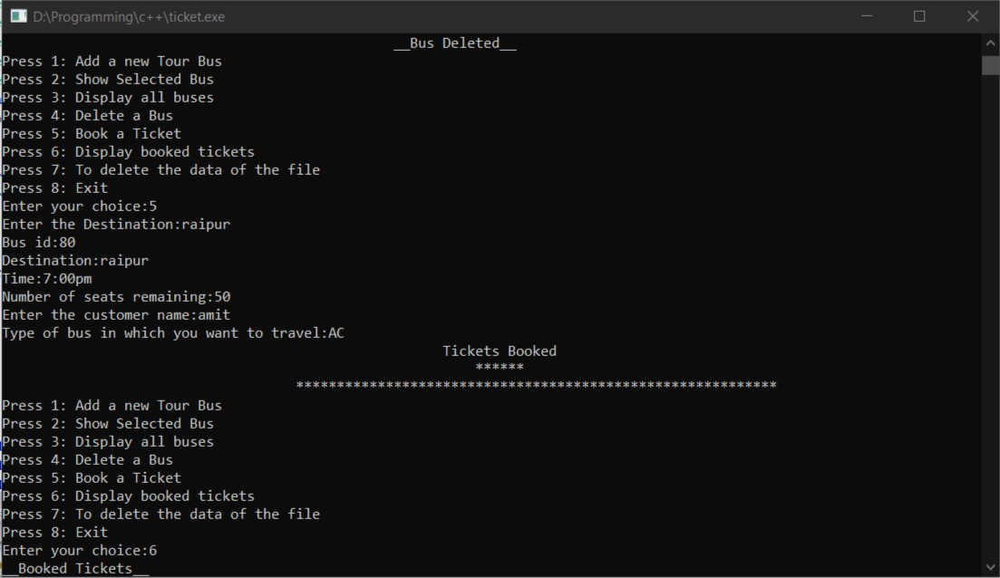 D:\Programming\c++\ticket.exe
__Bus Deleted__
Press 1: Add a new Tour Bus
Press 2: Show Selected Bus
Press 3: Display all buses
Press 4: Delete a Bus
Press 5: Book a Ticket
Press 6: Display booked tickets
Press 7: To delete the data of the file
Press 8: Exit
Enter your choice:5
Enter the Destination:raipur
Bus id:80
Destination:raipur
Time:7:00pm
Number of seats remaining:50
Enter the customer name:amit
Type of bus in which you want to travel:AC
Tickets Booked
******
***********************************************************
Press 1: Add a new Tour Bus
Press 2: Show Selected Bus
Press 3: Display all buses
Press 4: Delete a Bus
Press 5: Book a Ticket
Press 6: Display booked tickets
Press 7: To delete the data of the file
Press 8: Exit
Enter your choice:6
__Booked Tickets__